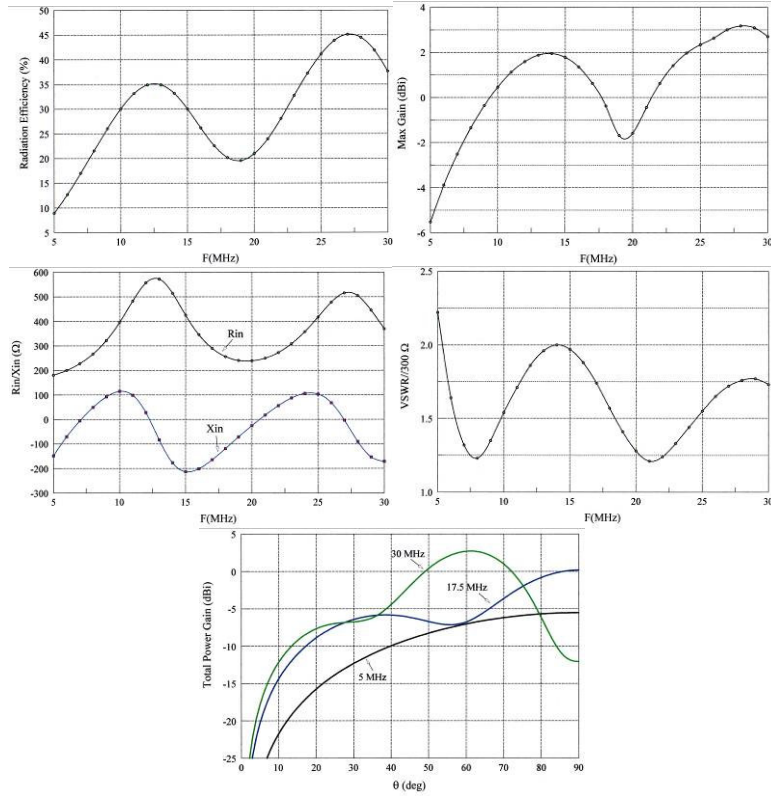 50
45
40
35
30
25
20
15
10
5
Radiation Efficiency (%)
5 10 15 20 25 30
F(MHz)
4
2
0
-2
-4
-6
Max Gain (dBi)
5 10 15 20 25 30
F(MHz)
600
500
400
300
200
100
0
-100
-200
-300
Rin/Xin (Ω)
Rin
Xin
5 10 15 20 25 30
F(MHz)
2.5
2.0
1.5
1.0
VSWR//300 Ω
5 10 15 20 25 30
F(MHz)
5
0
-5
-10
-15
-20
-25
Total Power Gain (dBi)
30 MHz
17.5 MHz
5 MHz
0 10 20 30 40 50 60 70 80 90
θ (deg)